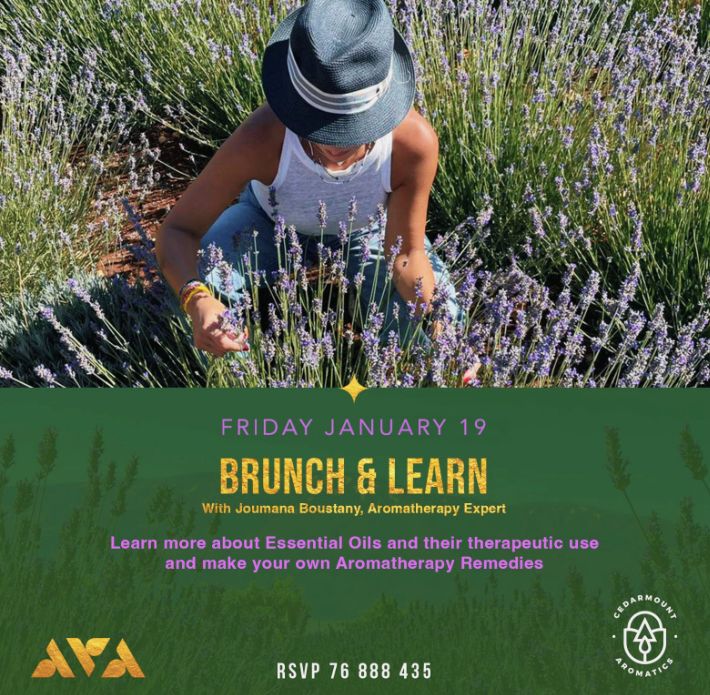 FRIDAY JANUARY 19
BRUNCH & LEARN
With Joumana Boustany, Aromatherapy Expert
Learn more about Essential Oils and their therapeutic use
and make your own Aromatherapy Remedies
CEDARMOUNT
AROMATICS
AVA
RSVP 76 888 435